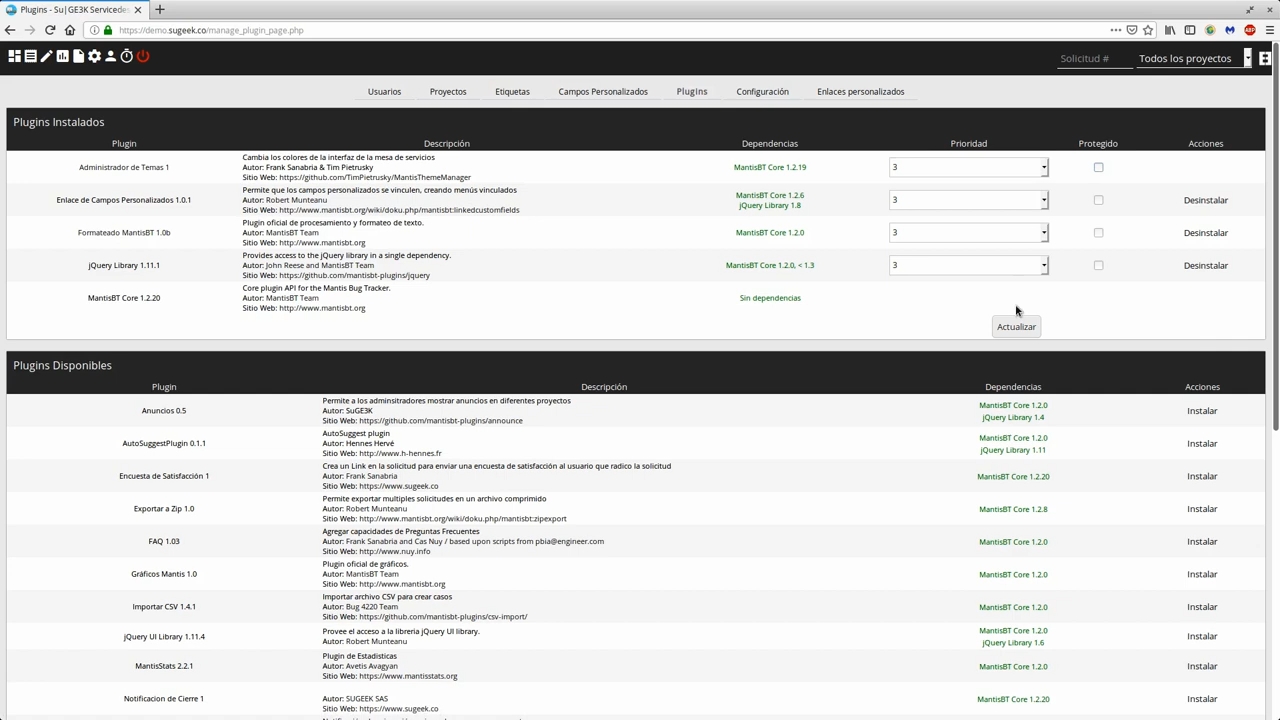 Plugins - Su|GE3K Servicedes
https://demo.sugeek.co/manage_plugin_page.php
ABP
Solicitud #
Todos los proyectos
Usuarios
Proyectos
Etiquetas
Campos Personalizados
Plugins
Configuración
Enlaces personalizados
Plugins Instalados
Plugin
Descripción
Dependencias
Prioridad
Protegido
Acciones
Administrador de Temas 1
Cambia los colores de la interfaz de la mesa de servicios
Autor: Frank Sanabria & Tim Pietrusky
Sitio Web: https://github.com/TimPietrusky/MantisThemeManager
MantisBT Core 1.2.19
3
Enlace de Campos Personalizados 1.0.1
Permite que los campos personalizados se vinculen, creando menús vinculados
Autor: Robert Munteanu
Sitio Web: http://www.mantisbt.org/wiki/doku.php/mantisbt:linkedcustomfields
MantisBT Core 1.2.6
jQuery Library 1.8
3
Desinstalar
Formateado MantisBT 1.0b
Plugin oficial de procesamiento y formateo de texto.
Autor: MantisBT Team
Sitio Web: http://www.mantisbt.org
MantisBT Core 1.2.0
3
Desinstalar
jQuery Library 1.11.1
Provides access to the jQuery library in a single dependency.
Autor: John Reese and MantisBT Team
Sitio Web: https://github.com/mantisbt-plugins/jquery
MantisBT Core 1.2.0, < 1.3
3
Desinstalar
MantisBT Core 1.2.20
Core plugin API for the Mantis Bug Tracker.
Autor: MantisBT Team
Sitio Web: http://www.mantisbt.org
Sin dependencias
Actualizar
Plugins Disponibles
Plugin
Descripción
Dependencias
Acciones
Anuncios 0.5
Permite a los adminsitradores mostrar anuncios en diferentes proyectos
Autor: SuGE3K
Sitio Web: https://github.com/mantisbt-plugins/announce
MantisBT Core 1.2.0
jQuery Library 1.4
Instalar
AutoSuggestPlugin 0.1.1
AutoSuggest plugin
Autor: Hennes Hervé
Sitio Web: http://www.h-hennes.fr
MantisBT Core 1.2.0
jQuery Library 1.11
Instalar
Encuesta de Satisfacción 1
Crea un Link en la solicitud para enviar una encuesta de satisfacción al usuario que radico la solicitud
Autor: Frank Sanabria
Sitio Web: https://www.sugeek.co
MantisBT Core 1.2.20
Instalar
Exportar a Zip 1.0
Permite exportar multiples solicitudes en un archivo comprimido
Autor: Robert Munteanu
Sitio Web: http://www.mantisbt.org/wiki/doku.php/mantisbt:zipexport
MantisBT Core 1.2.8
Instalar
FAQ 1.03
Agregar capacidades de Preguntas Frecuentes
Autor: Frank Sanabria and Cas Nuy / based upon scripts from pbia@engineer.com
Sitio Web: http://www.nuy.info
MantisBT Core 1.2.0
Instalar
Gráficos Mantis 1.0
Plugin oficial de gráficos.
Autor: MantisBT Team
Sitio Web: http://www.mantisbt.org
MantisBT Core 1.2.0
Instalar
Importar CSV 1.4.1
Importar archivo CSV para crear casos
Autor: Bug 4220 Team
Sitio Web: https://github.com/mantisbt-plugins/csv-import/
MantisBT Core 1.2.0
Instalar
jQuery UI Library 1.11.4
Provee el acceso a la libreria jQuery UI library.
Autor: Robert Munteanu
MantisBT Core 1.2.0
jQuery Library 1.6
Instalar
MantisStats 2.2.1
Plugin de Estadisticas
Autor: Avetis Avagyan
Sitio Web: https://www.mantisstats.org
MantisBT Core 1.2.0
Instalar
Notificacion de Cierre 1
Autor: SUGEEK SAS
Sitio Web: https://www.sugeek.co
MantisBT Core 1.2.20
Instalar